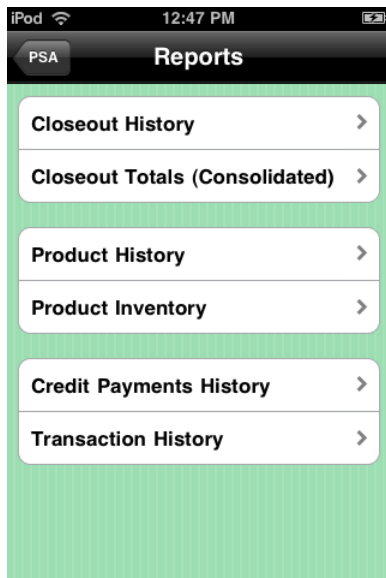 iPod 12:47 PM
PSA Reports
Closeout History
Closeout Totals (Consolidated)
Product History
Product Inventory
Credit Payments History
Transaction History